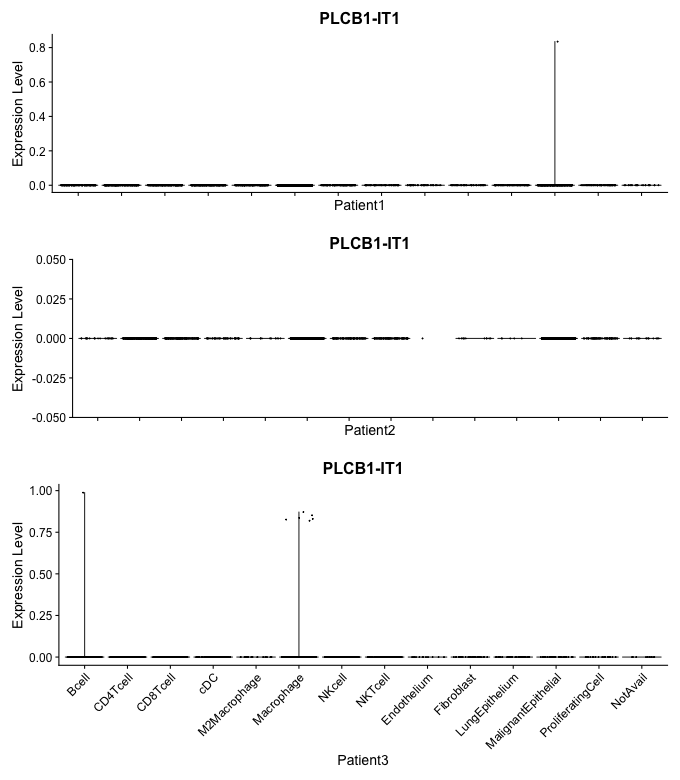 PLCB1-IT1
Expression Level
0.8
0.6
0.4
0.2
0.0
Patient1
PLCB1-IT1
Expression Level
0.050
0.025
0.000
-0.025
-0.050
Patient2
PLCB1-IT1
Expression Level
1.00
0.75
0.50
0.25
0.00
Bcell
CD4Tcell
CD8Tcell
cDC
M2Macrophage
Macrophage
NKcell
NKTcell
Endothelium
Fibroblast
LungEpithelium
MalignantEpithelial
ProliferatingCell
NotAvail
Patient3